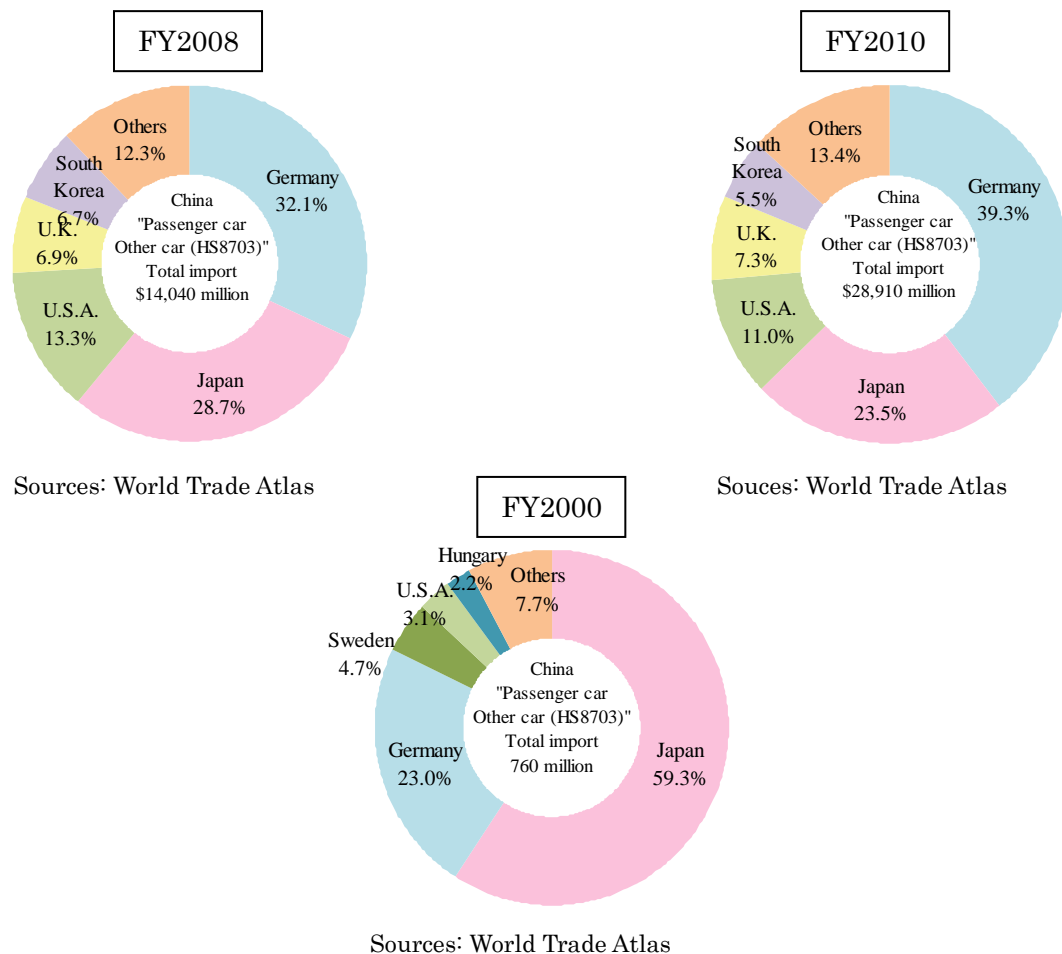 FY2008
Others
12.3%
South
Korea
6.7%
U.K.
6.9%
U.S.A.
13.3%
Germany
32.1%
Japan
28.7%
China
"Passenger car
Other car (HS8703)"
Total import
$14,040 million
Sources: World Trade Atlas
FY2010
Others
13.4%
South
Korea
5.5%
U.K.
7.3%
U.S.A.
11.0%
Germany
39.3%
Japan
23.5%
China
"Passenger car
Other car (HS8703)"
Total import
$28,910 million
Souces: World Trade Atlas
FY2000
Hungary
2.2%
Others
7.7%
U.S.A.
3.1%
Sweden
4.7%
Germany
23.0%
Japan
59.3%
China
"Passenger car
Other car (HS8703)"
Total import
760 million
Sources: World Trade Atlas